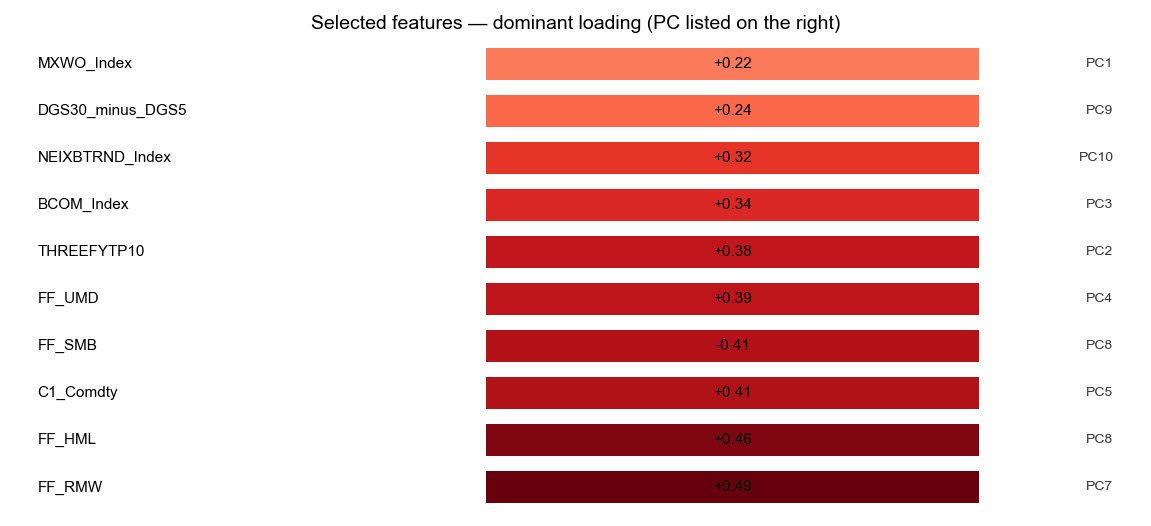 Selected features — dominant loading (PC listed on the right)
MXWO_Index +0.22 PC1
DGS30_minus_DGS5 +0.24 PC9
NEIXBTRND_Index +0.32 PC10
BCOM_Index +0.34 PC3
THREEFYTP10 +0.38 PC2
FF_UMD +0.39 PC4
FF_SMB -0.41 PC8
C1_Comdty +0.41 PC5
FF_HML +0.46 PC8
FF_RMW +0.49 PC7